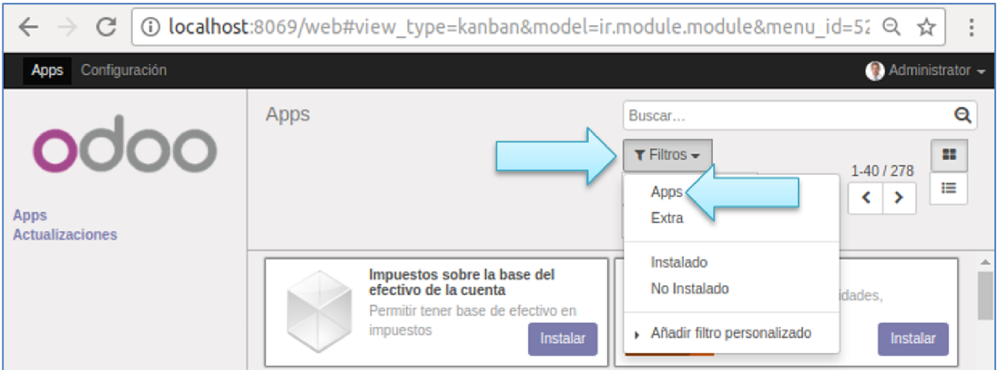 localhost:8069/web#view_type=kanban&model=ir.module.module&menu_id=52
Apps Configuración Administrator
odoo
Apps
Actualizaciones
Apps
Buscar...
Filtros
1-40 / 278
Apps
Extra
Instalado
No Instalado
Añadir filtro personalizado
Impuestos sobre la base del
efectivo de la cuenta
Permitir tener base de efectivo en
impuestos
Instalar
idades,
Instalar